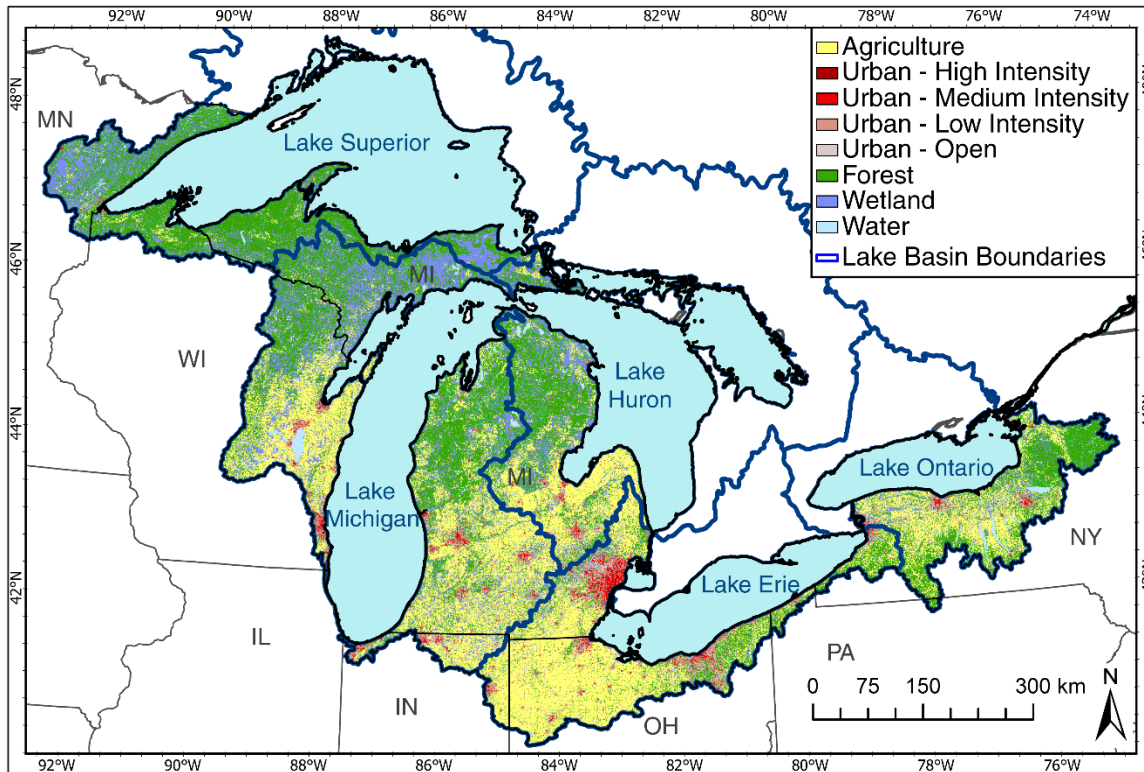 92°W 90°W 88°W 86°W 84°W 82°W 80°W 78°W 76°W 74°W
Agriculture
Urban - High Intensity
Urban - Medium Intensity
Urban - Low Intensity
Urban - Open
Forest
Wetland
Water
Lake Basin Boundaries
48°N
MN
Lake Superior
46°N
MI
WI
Lake
Huron
44°N
Lake Ontario
MI
Lake
Michigan
NY
42°N
Lake Erie
IL
PA
IN
OH
0 75 150 300 km
N
92°W 90°W 88°W 86°W 84°W 82°W 80°W 78°W 76°W